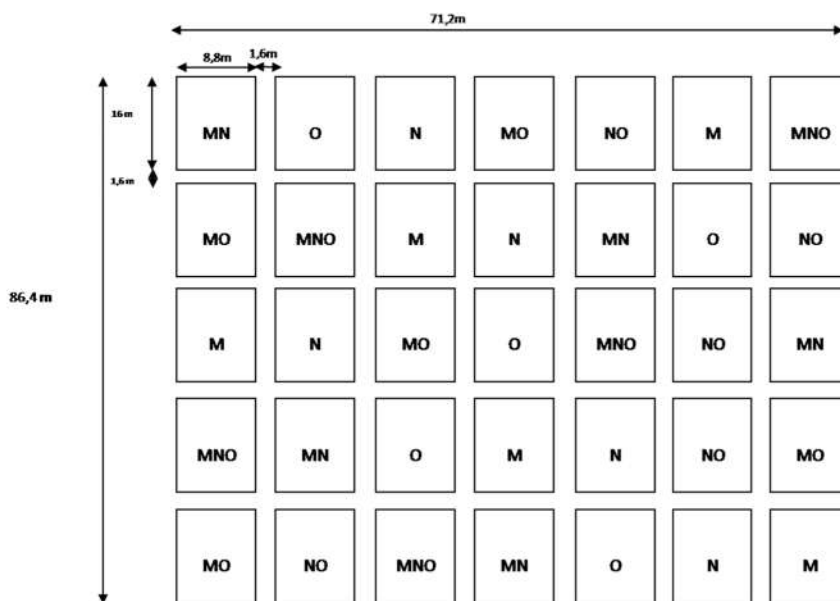 71,2m
8,8m 1,6m
16 m
MN O N MO NO M MNO
1,6m
MO MNO M N MN O NO
86,4 m
M N MO O MNO NO MN
MNO MN O M N NO MO
MO NO MNO MN O N M